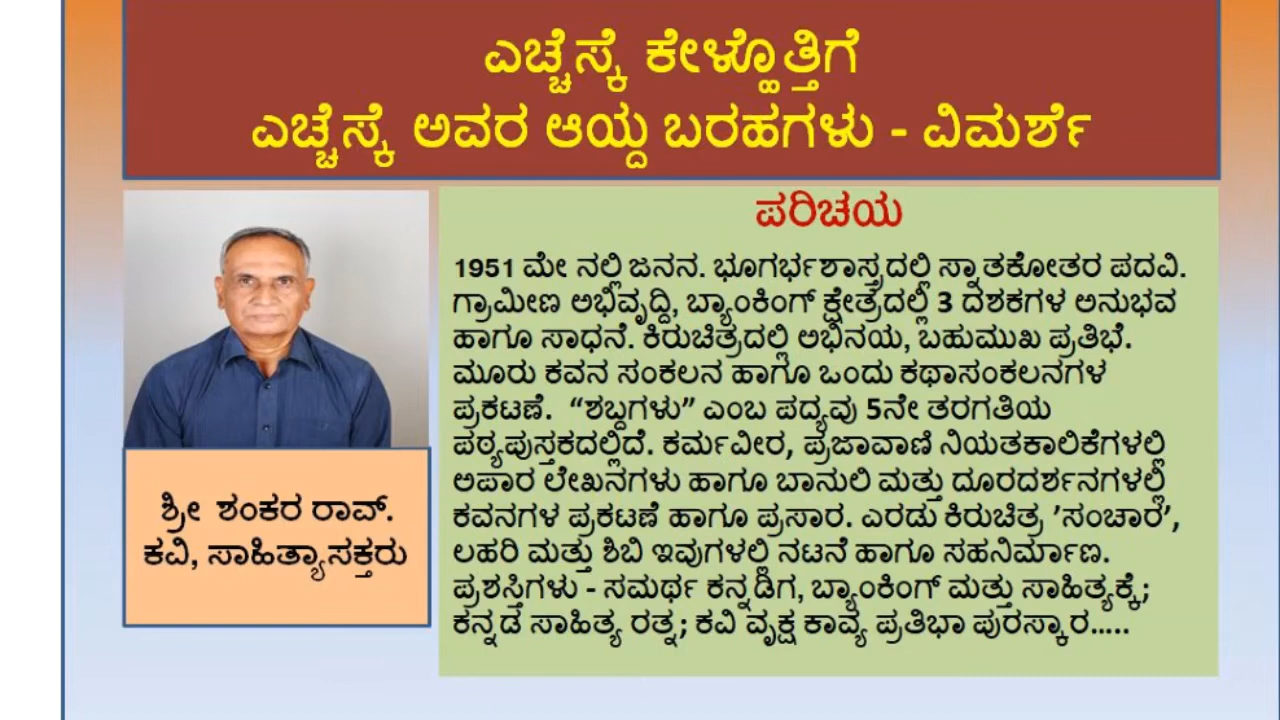 ಎಚ್ಚೆಸ್ಕೆ ಕೇಳ್ಹೊತ್ತಿಗೆ
ಎಚ್ಚೆಸ್ಕೆ ಅವರ ಆಯ್ದ ಬರಹಗಳು - ವಿಮರ್ಶೆ
ಪರಿಚಯ
1951 ಮೇ ನಲ್ಲಿ ಜನನ. ಭೂಗರ್ಭಶಾಸ್ತ್ರದಲ್ಲಿ ಸ್ನಾತಕೋತರ ಪದವಿ.
ಗ್ರಾಮೀಣ ಅಭಿವೃದ್ದಿ, ಬ್ಯಾಂಕಿಂಗ್ ಕ್ಷೇತ್ರದಲ್ಲಿ 3 ದಶಕಗಳ ಅನುಭವ
ಹಾಗೂ ಸಾಧನೆ. ಕಿರುಚಿತ್ರದಲ್ಲಿ ಅಭಿನಯ, ಬಹುಮುಖ ಪ್ರತಿಭೆ.
ಮೂರು ಕವನ ಸಂಕಲನ ಹಾಗೂ ಒಂದು ಕಥಾಸಂಕಲನಗಳ
ಪ್ರಕಟಣೆ. “ಶಬ್ದಗಳು” ಎಂಬ ಪದ್ಯವು 5ನೇ ತರಗತಿಯ
ಪಠ್ಯಪುಸ್ತಕದಲ್ಲಿದೆ. ಕರ್ಮವೀರ, ಪ್ರಜಾವಾಣಿ ನಿಯತಕಾಲಿಕೆಗಳಲ್ಲಿ
ಅಪಾರ ಲೇಖನಗಳು ಹಾಗೂ ಬಾನುಲಿ ಮತ್ತು ದೂರದರ್ಶನಗಳಲ್ಲಿ
ಕವನಗಳ ಪ್ರಕಟಣೆ ಹಾಗೂ ಪ್ರಸಾರ. ಎರಡು ಕಿರುಚಿತ್ರ ’ಸಂಚಾರ’,
ಲಹರಿ ಮತ್ತು ಶಿಬಿ ಇವುಗಳಲ್ಲಿ ನಟನೆ ಹಾಗೂ ಸಹನಿರ್ಮಾಣ.
ಪ್ರಶಸ್ತಿಗಳು - ಸಮರ್ಥ ಕನ್ನಡಿಗ, ಬ್ಯಾಂಕಿಂಗ್ ಮತ್ತು ಸಾಹಿತ್ಯಕ್ಕೆ;
ಕನ್ನಡ ಸಾಹಿತ್ಯ ರತ್ನ; ಕವಿ ವೃಕ್ಷ ಕಾವ್ಯ ಪ್ರತಿಭಾ ಪುರಸ್ಕಾರ.....
ಶ್ರೀ ಶಂಕರ ರಾವ್.
ಕವಿ, ಸಾಹಿತ್ಯಾಸಕ್ತರು